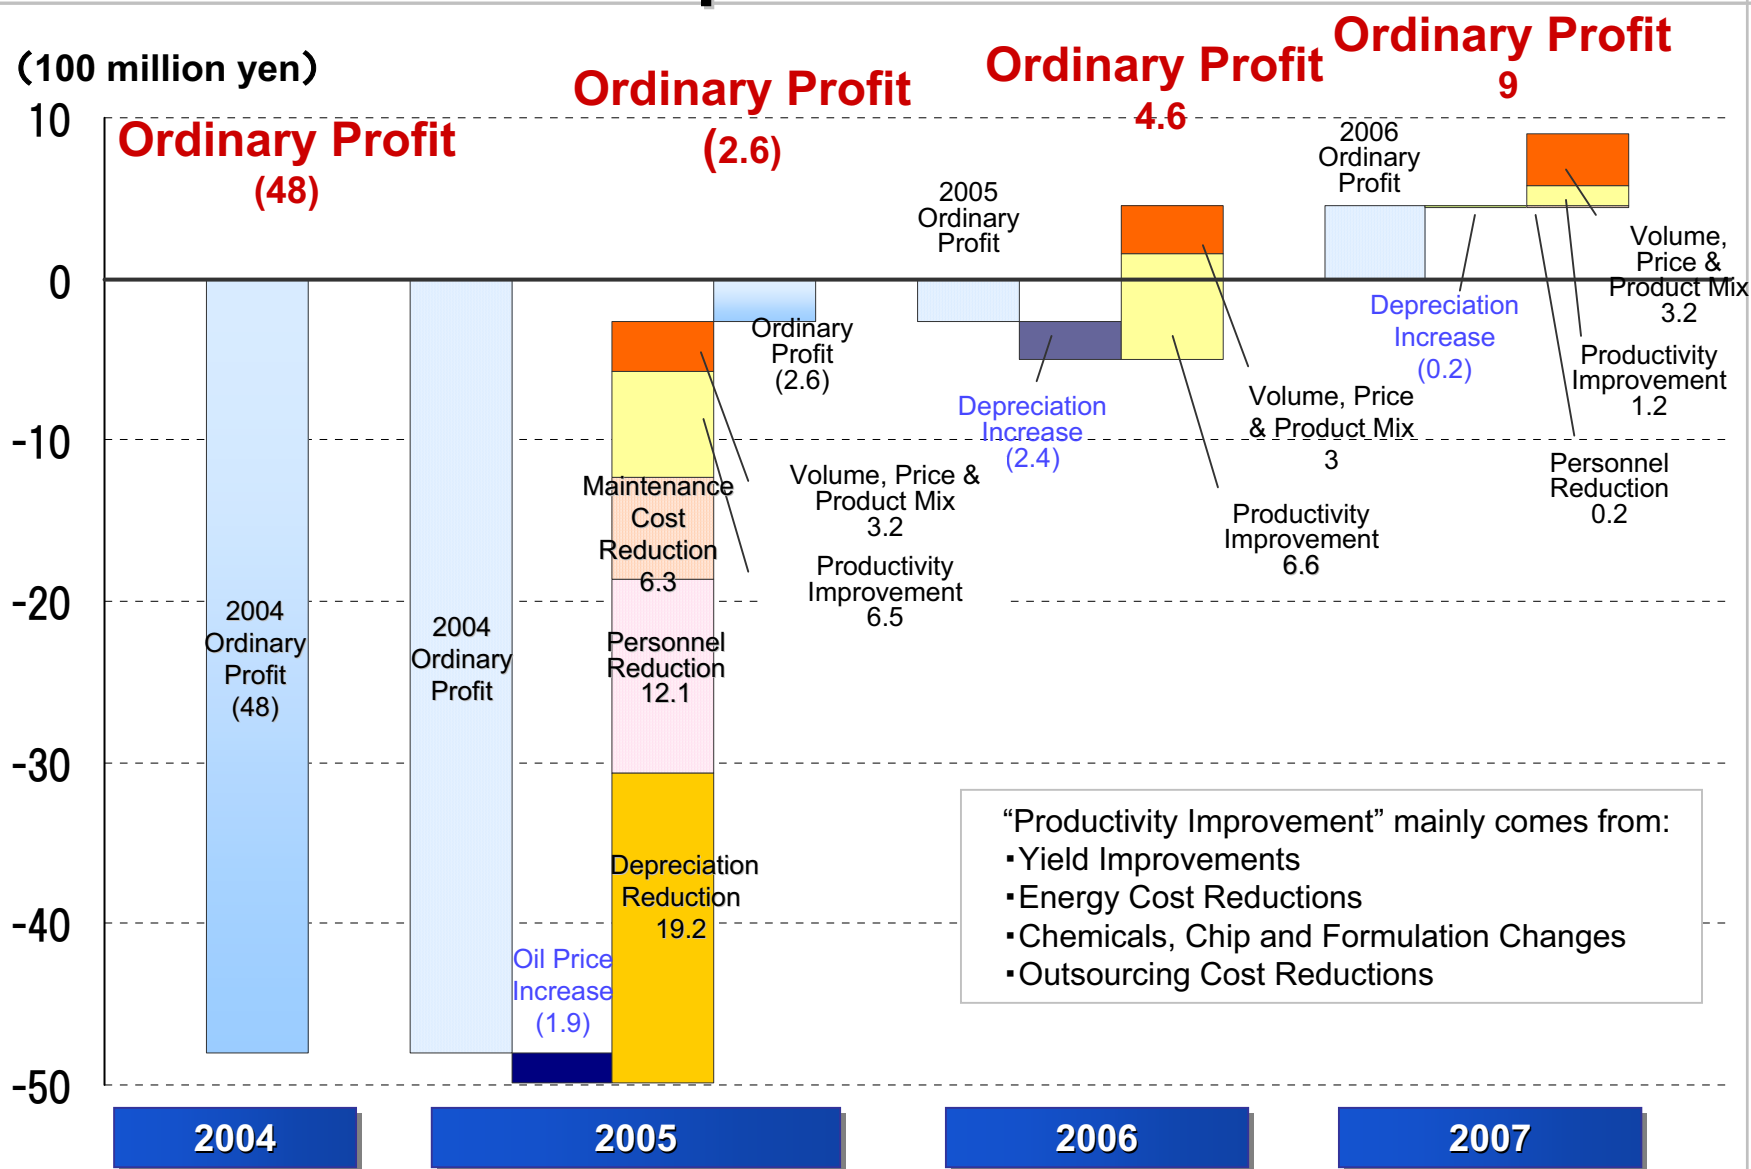 （100 million yen）
Ordinary Profit
(48)
Ordinary Profit
(2.6)
Ordinary Profit
4.6
Ordinary Profit
9
10
0
-10
-20
-30
-40
-50
2004
Ordinary
Profit
(48)
2004
Ordinary
Profit
Oil Price
Increase
(1.9)
Maintenance
Cost
Reduction
6.3
Personnel
Reduction
12.1
Depreciation
Reduction
19.2
Ordinary
Profit
(2.6)
Volume, Price &
Product Mix
3.2
Productivity
Improvement
6.5
2005
Ordinary
Profit
Depreciation
Increase
(2.4)
Volume, Price
& Product Mix
3
Productivity
Improvement
6.6
2006
Ordinary
Profit
Depreciation
Increase
(0.2)
Volume,
Price &
Product Mix
3.2
Productivity
Improvement
1.2
Personnel
Reduction
0.2
“Productivity Improvement” mainly comes from:
･Yield Improvements
･Energy Cost Reductions
･Chemicals, Chip and Formulation Changes
･Outsourcing Cost Reductions
2004
2005
2006
2007